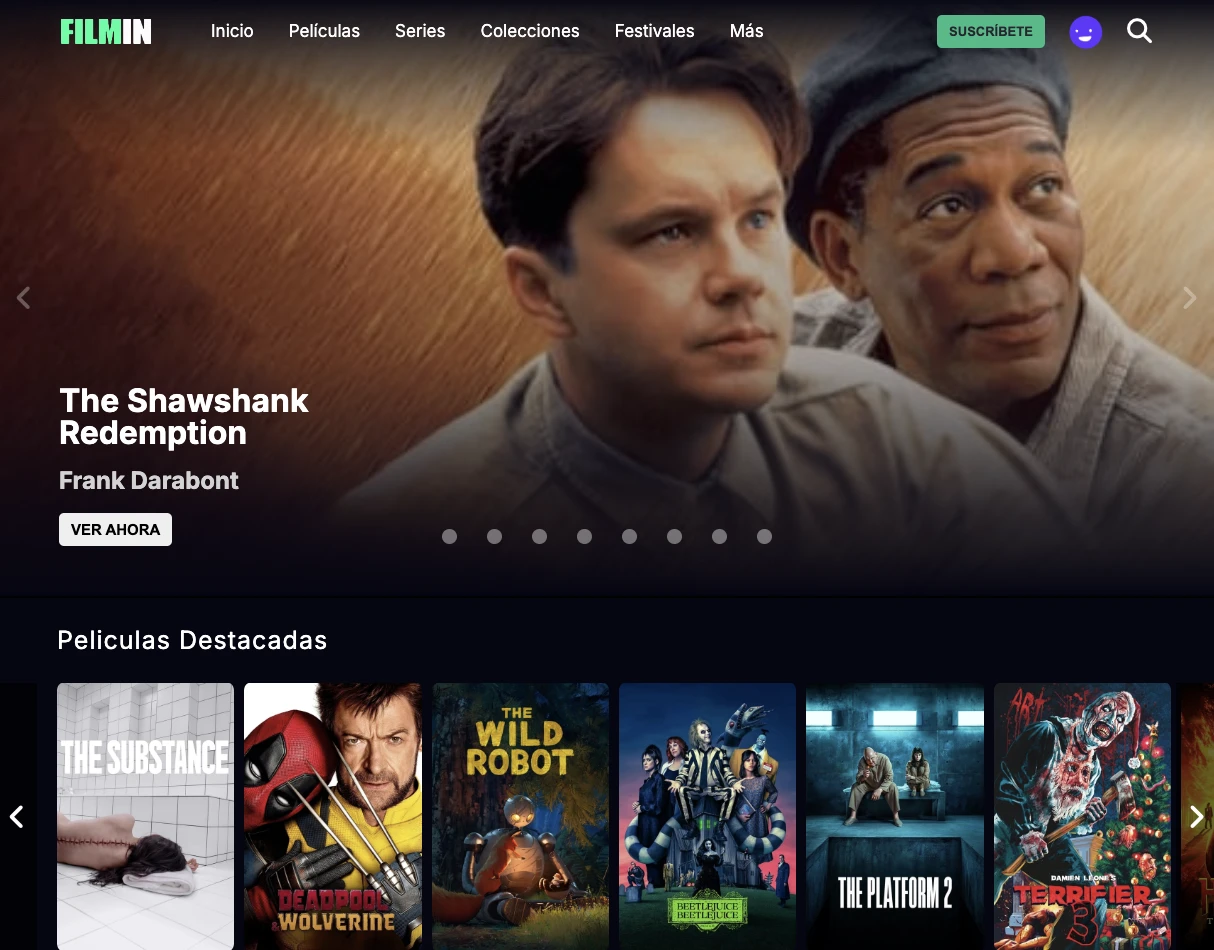 FILMIN
Inicio
Películas
Series
Colecciones
Festivales
Más
SUSCRÍBETE
The Shawshank
Redemption
Frank Darabont
VER AHORA
Peliculas Destacadas
THE SUBSTANCE
DEADPOOL
& WOLVERINE
THE
WILD
ROBOT
BEETLEJUICE
BEETLEJUICE
THE PLATFORM 2
ART
DAMIEN LEONE'S
TERRIFIER
3